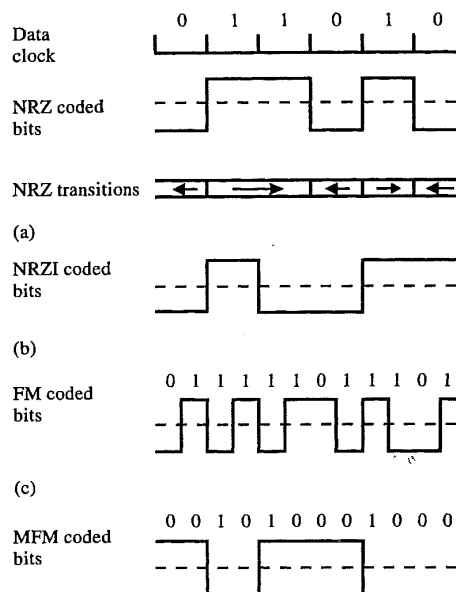 0 1 1 0 1 0
Data
clock
NRZ coded
bits
NRZ transitions
(a)
NRZI coded
bits
(b)
0 1 1 1 1 1 0 1 1 1 0 1
FM coded
bits
(c)
0 0 1 0 1 0 0 0 1 0 0 0
MFM coded
bits